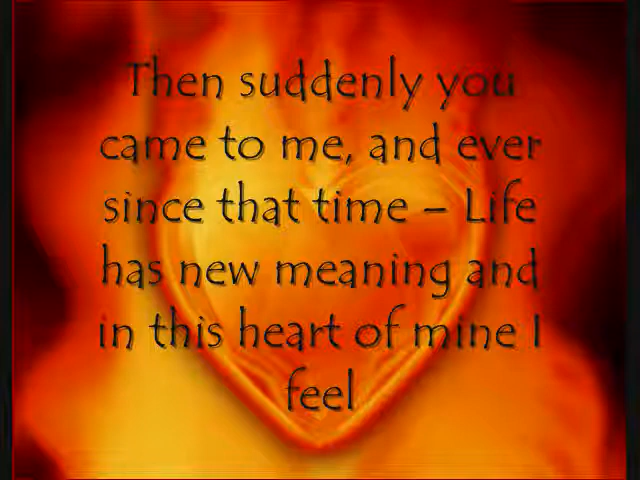 Then suddenly you
came to me, and ever
since that time – Life
has new meaning and
in this heart of mine I
feel